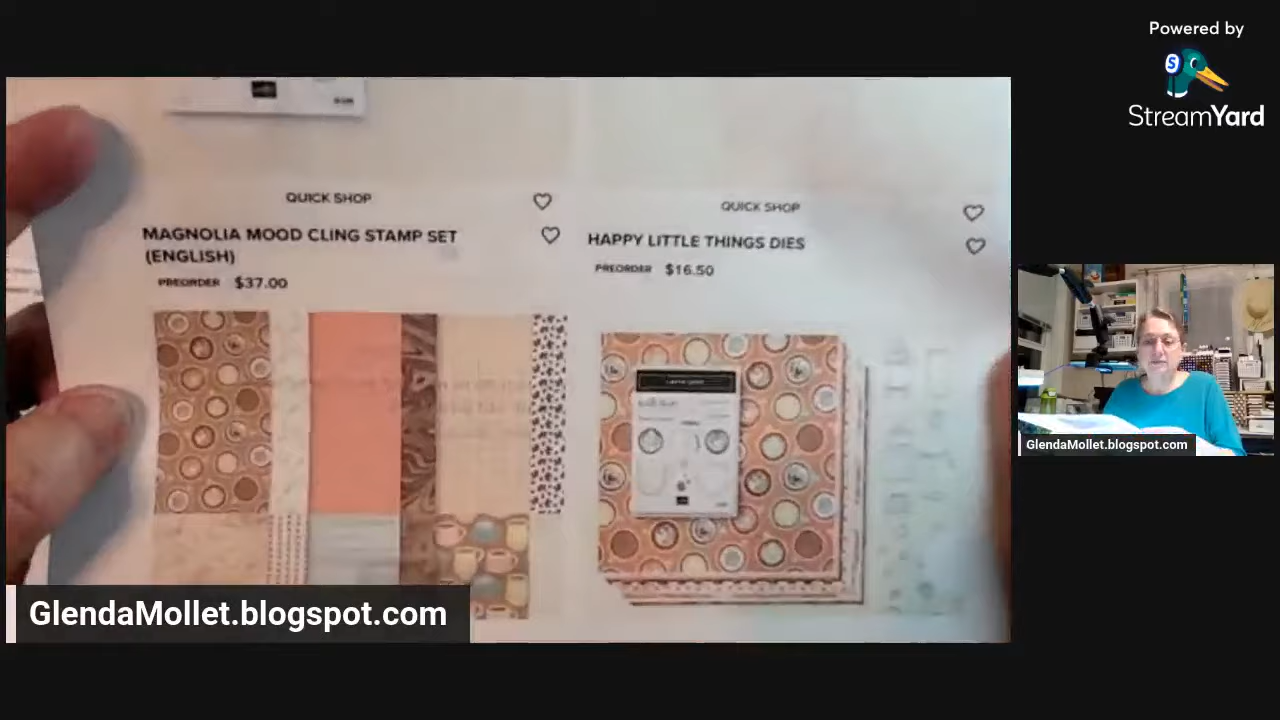 Powered by
StreamYard
QUICK SHOP
QUICK SHOP
MAGNOLIA MOOD CLING STAMP SET
(ENGLISH)
PREORDER $37.00
HAPPY LITTLE THINGS DIES
PREORDER $16.50
GlendaMollet.blogspot.com
GlendaMollet.blogspot.com